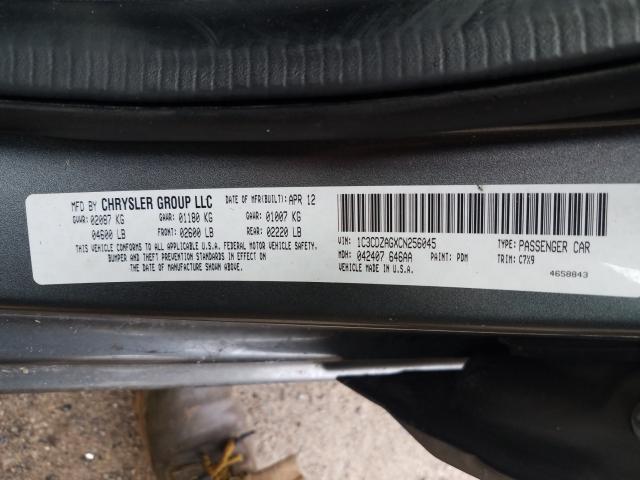 MFD BY CHRYSLER GROUP LLC DATE OF MFR(BUILT): APR 12
GVWR: 02087 KG GAWR: 01180 KG GAWR: 01007 KG
04600 LB FRONT: 02600 LB REAR: 02220 LB
THIS VEHICLE CONFORMS TO ALL APPLICABLE U.S.A. FEDERAL MOTOR VEHICLE SAFETY,
BUMPER AND THEFT PREVENTION STANDARDS IN EFFECT ON
THE DATE OF MANUFACTURE SHOWN ABOVE.
VIN: 1C3CDZAGXCN256045 TYPE: PASSENGER CAR
MDH: 042407 646AA PAINT: PDM TRIM: C7X9
MADE IN U.S.A. 4658843